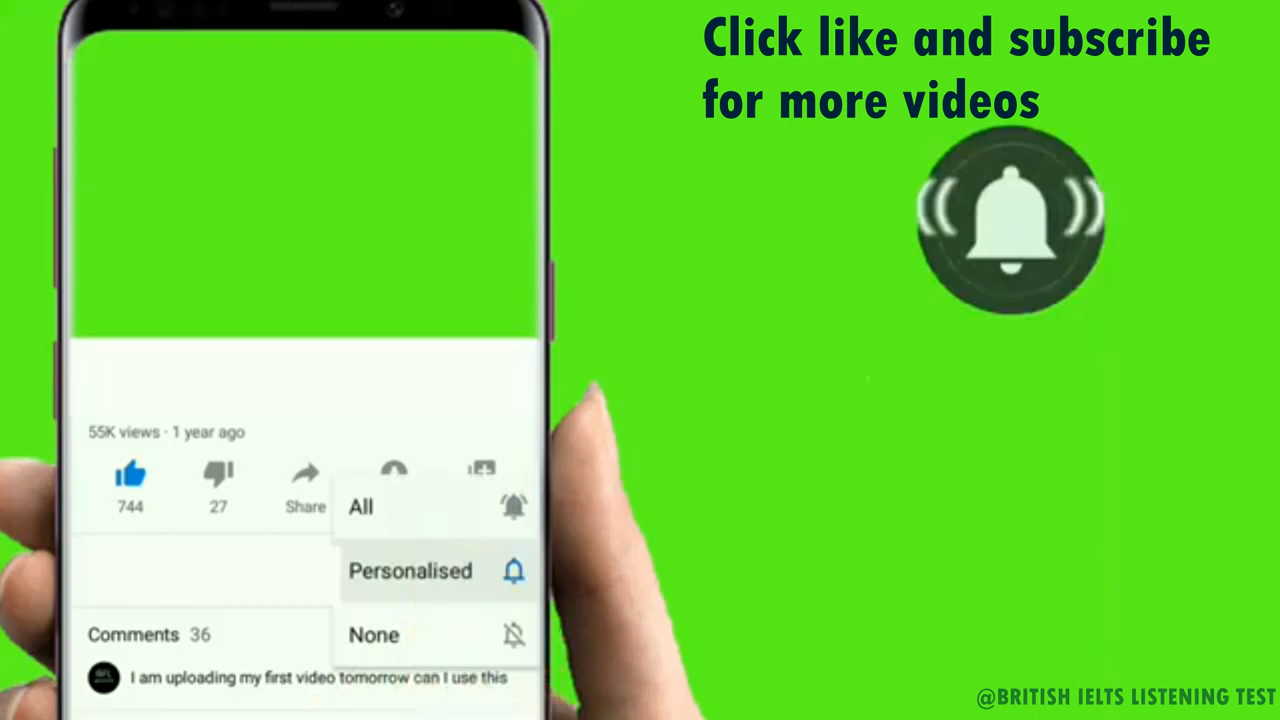 Click like and subscribe
for more videos
55K views · 1 year ago
744
27
Share
All
Personalised
None
Comments 36
I am uploading my first video tomorrow can I use this
@BRITISH IELTS LISTENING TEST